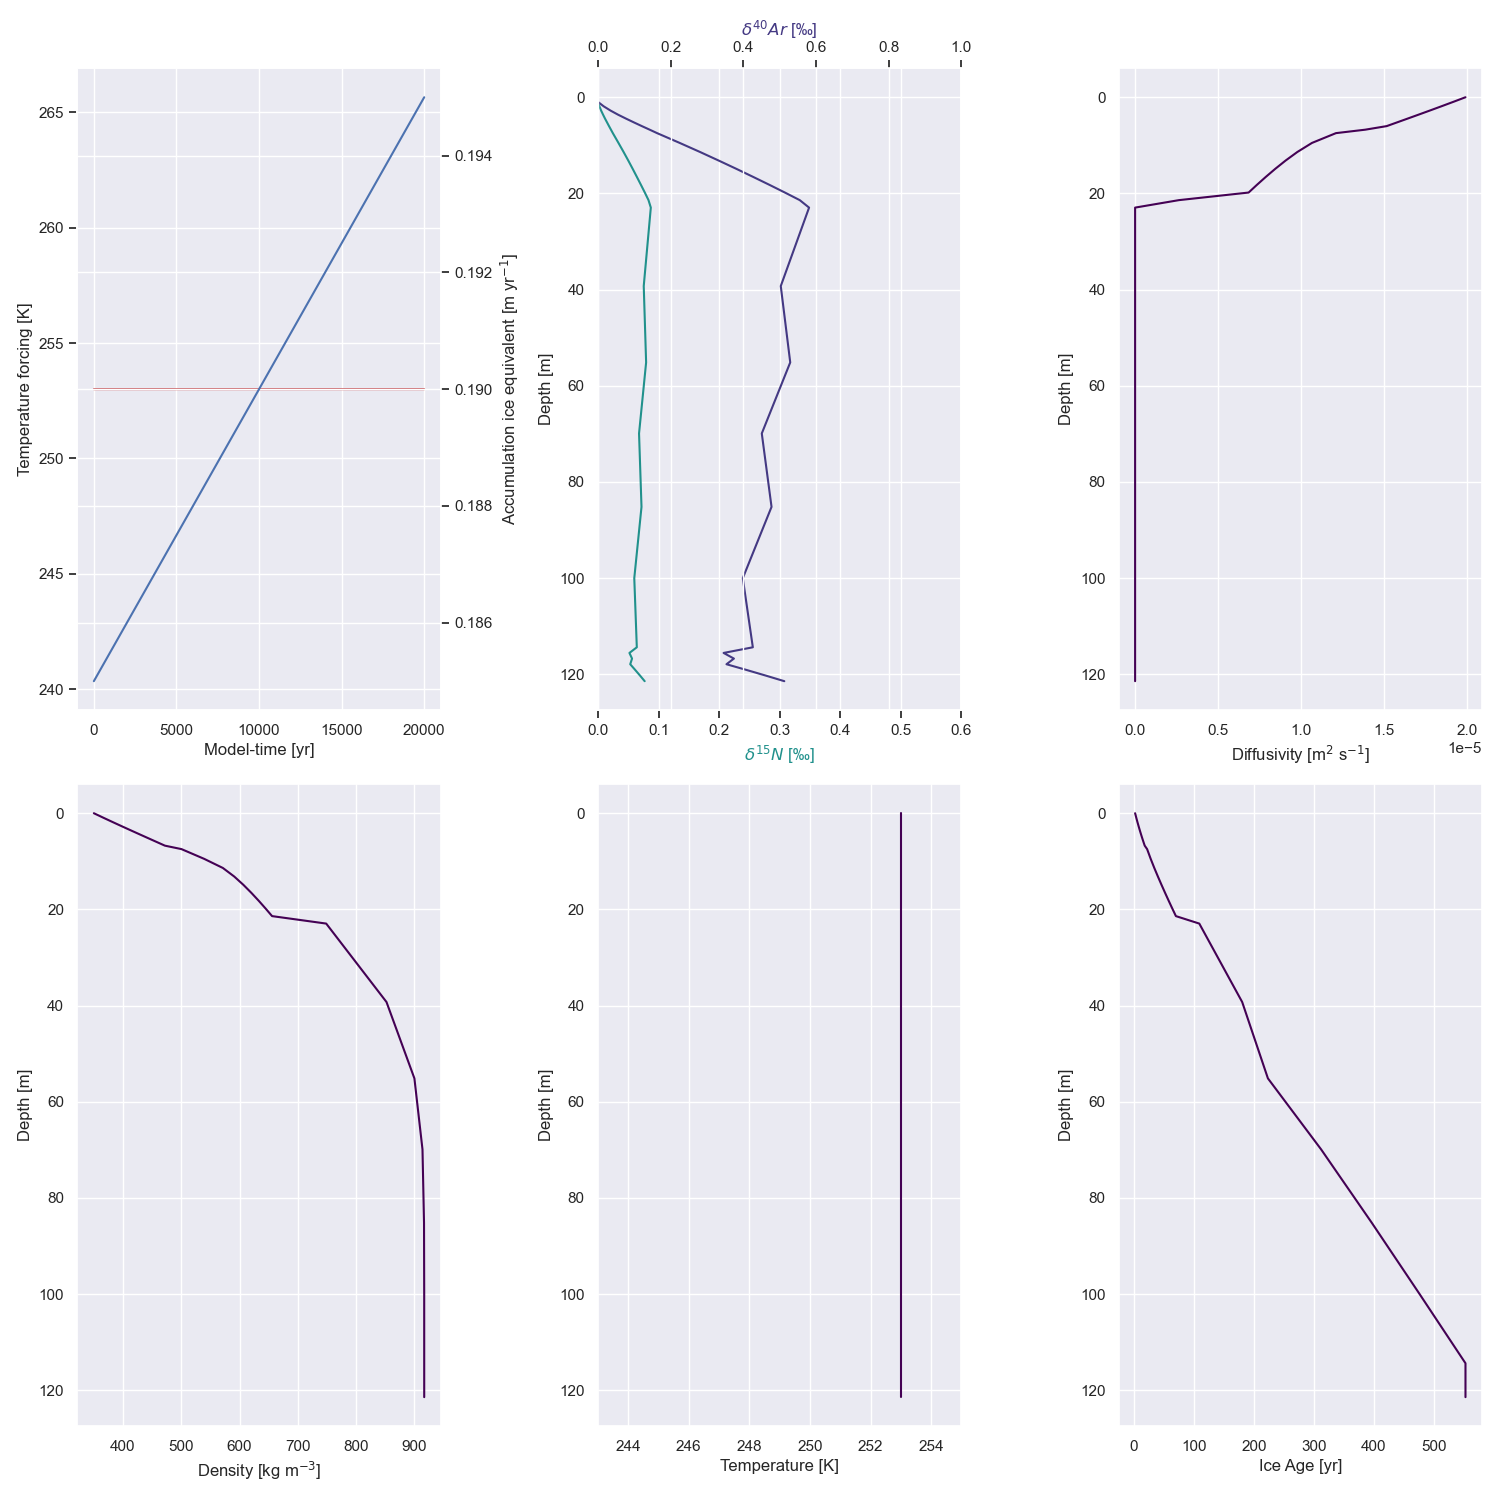 Temperature forcing [K]
265
260
255
250
245
240
0 5000 10000 15000 20000
Model-time [yr]
0.194
0.192
0.190
0.188
0.186
Accumulation ice equivalent [m yr⁻¹]
δ⁴⁰Ar [‰]
0.0 0.2 0.4 0.6 0.8 1.0
Depth [m]
0
20
40
60
80
100
120
0.0 0.1 0.2 0.3 0.4 0.5 0.6
δ¹⁵N [‰]
Depth [m]
0
20
40
60
80
100
120
0.0 0.5 1.0 1.5 2.0
1e−5
Diffusivity [m² s⁻¹]
Depth [m]
0
20
40
60
80
100
120
400 500 600 700 800 900
Density [kg m⁻³]
Depth [m]
0
20
40
60
80
100
120
244 246 248 250 252 254
Temperature [K]
Depth [m]
0
20
40
60
80
100
120
0 100 200 300 400 500
Ice Age [yr]